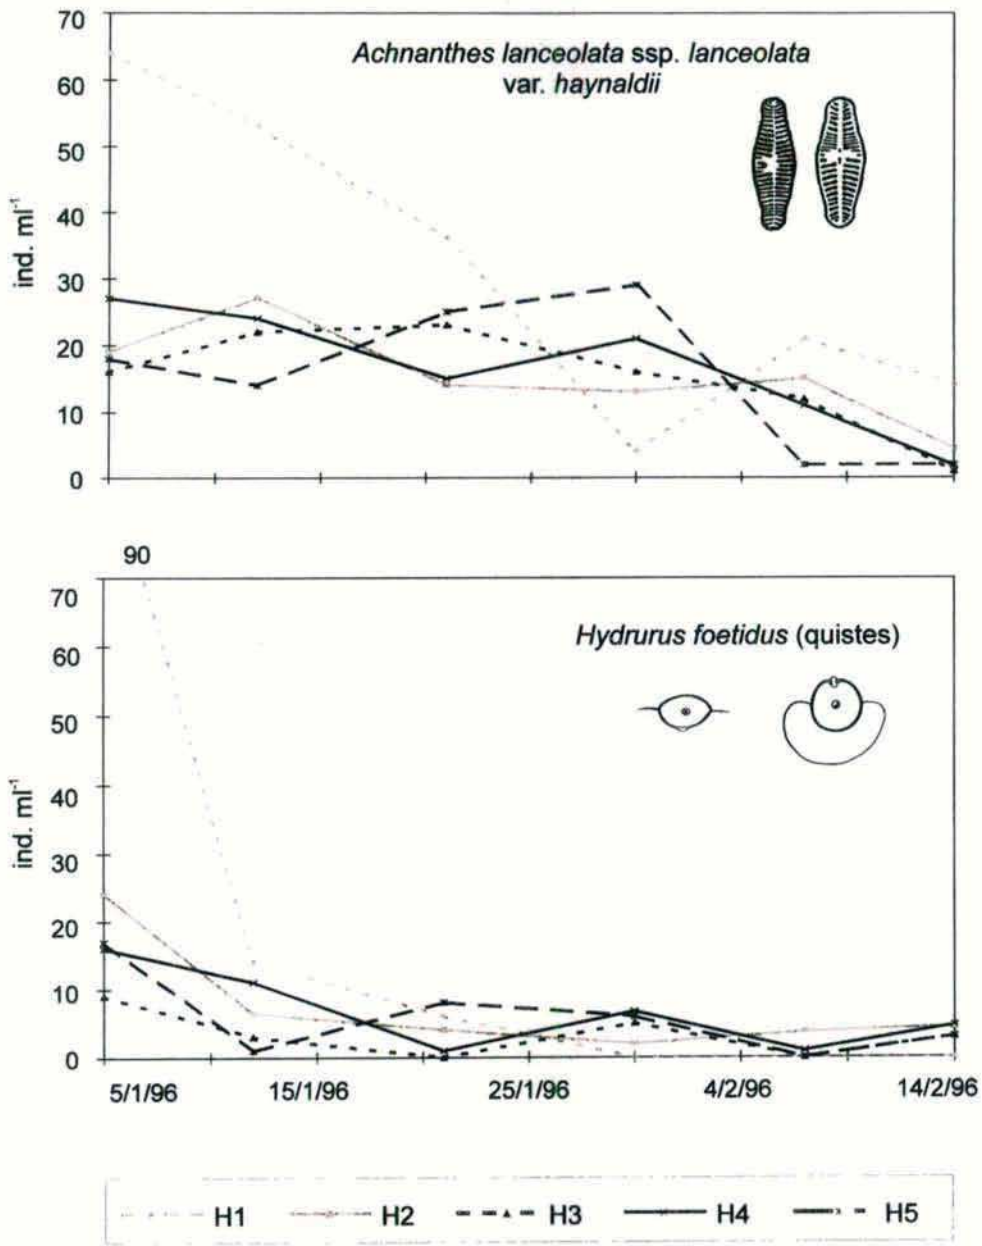 70
Achnanthes lanceolata ssp. lanceolata
var. haynaldii
60
50
40
ind. ml-1
30
20
10
0
90
70
Hydrurus foetidus (quistes)
60
50
40
ind. ml-1
30
20
10
0
5/1/96 15/1/96 25/1/96 4/2/96 14/2/96
H1 H2 H3 H4 H5